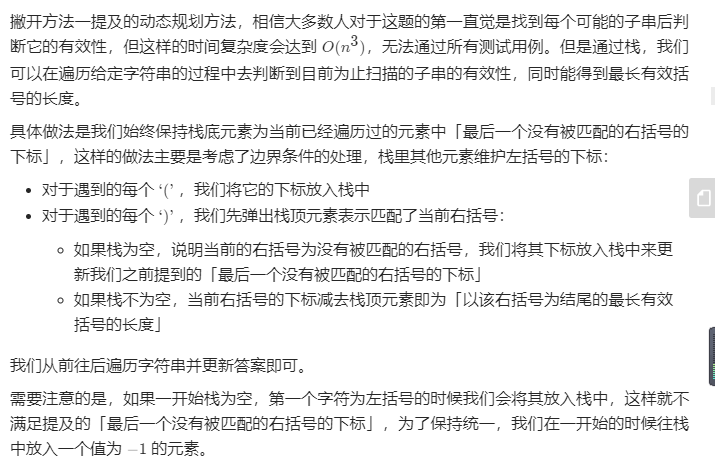 撇开方法一提及的动态规划方法，相信大多数人对于这题的第一直觉是找到每个可能的子串后判
断它的有效性，但这样的时间复杂度会达到 O(n³)，无法通过所有测试用例。但是通过栈，我们
可以在遍历给定字符串的过程中去判断到目前为止扫描的子串的有效性，同时能得到最长有效括
号的长度。
具体做法是我们始终保持栈底元素为当前已经遍历过的元素中「最后一个没有被匹配的右括号的
下标」，这样的做法主要是考虑了边界条件的处理，栈里其他元素维护左括号的下标：
• 对于遇到的每个 ‘(’ ，我们将它的下标放入栈中
• 对于遇到的每个 ‘)’ ，我们先弹出栈顶元素表示匹配了当前右括号：
◦ 如果栈为空，说明当前的右括号为没有被匹配的右括号，我们将其下标放入栈中来更
新我们之前提到的「最后一个没有被匹配的右括号的下标」
◦ 如果栈不为空，当前右括号的下标减去栈顶元素即为「以该右括号为结尾的最长有效
括号的长度」
我们从前往后遍历字符串并更新答案即可。
需要注意的是，如果一开始栈为空，第一个字符为左括号的时候我们会将其放入栈中，这样就不
满足提及的「最后一个没有被匹配的右括号的下标」，为了保持统一，我们在一开始的时候往栈
中放入一个值为 −1 的元素。